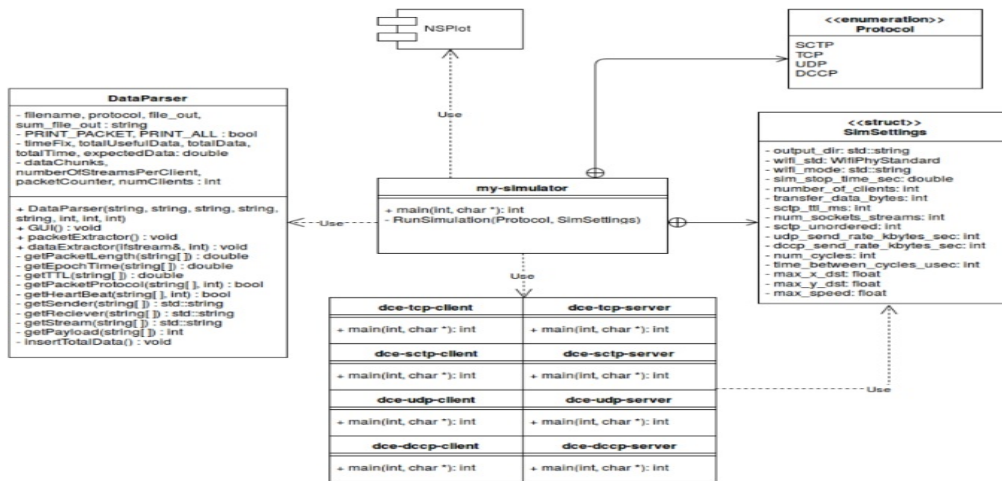 NSPlot
<<enumeration>>
Protocol
SCTP
TCP
UDP
DCCP
Use
DataParser
- filename, protocol, file_out,
sum_file_out : string
- PRINT_PACKET, PRINT_ALL : bool
- timeFix, totalUsefulData, totalData,
totalTime, expectedData: double
- dataChunks,
numberOfStreamsPerClient,
packetCounter, numClients : int
+ DataParser(string, string, string, string,
string, int, int, int)
+ GUI() : void
+ packetExtractor() : void
+ dataExtractor(ifstream&, int) : void
- getPacketLength(string[ ]) : double
- getEpochTime(string[ ]) : double
- getTTL(string[ ]) : double
- getPacketProtocol(string[ ], int) : bool
- getHeartBeat(string[ ], int) : bool
- getSender(string[ ]) : std::string
- getReciever(string[ ]) : std::string
- getStream(string[ ]) : std::string
- getPayload(string[ ]) : int
- insertTotalData() : void
Use
my-simulator
+ main(int, char *): int
- RunSimulation(Protocol, SimSettings)
<<struct>>
SimSettings
- output_dir: std::string
- wifi_std: WifiPhyStandard
- wifi_mode: std::string
- sim_stop_time_sec: double
- number_of_clients: int
- transfer_data_bytes: int
- sctp_ttl_ms: int
- num_sockets_streams: int
- sctp_unordered: int
- udp_send_rate_kbytes_sec: int
- dccp_send_rate_kbytes_sec: int
- num_cycles: int
- time_between_cycles_usec: int
- max_x_dst: float
- max_y_dst: float
- max_speed: float
Use
dce-tcp-client
+ main(int, char *): int
dce-tcp-server
+ main(int, char *): int
dce-sctp-client
+ main(int, char *): int
dce-sctp-server
+ main(int, char *): int
dce-udp-client
+ main(int, char *): int
dce-udp-server
+ main(int, char *): int
dce-dccp-client
+ main(int, char *): int
dce-dccp-server
+ main(int, char *): int
Use